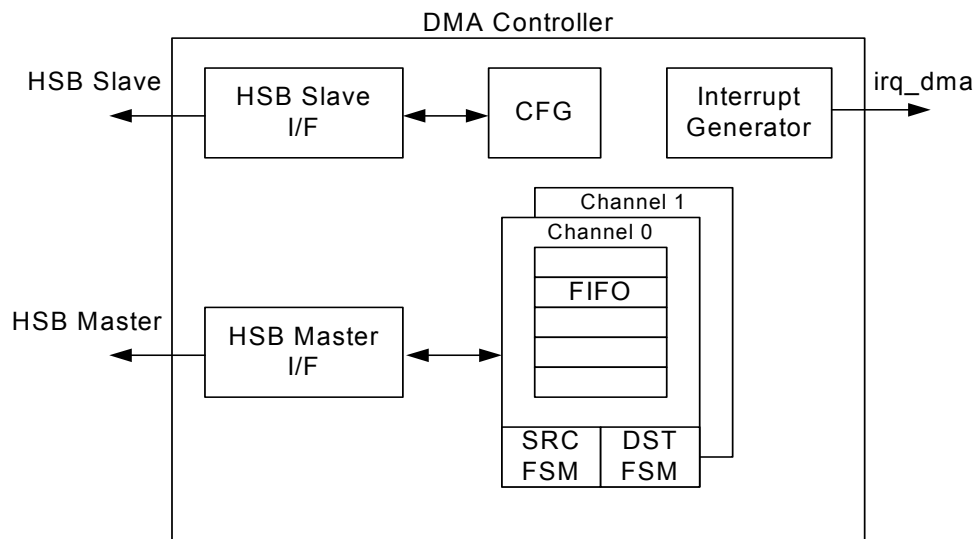 DMA Controller
HSB Slave
HSB Slave
I/F
CFG
Interrupt
Generator
irq_dma
Channel 1
Channel 0
FIFO
HSB Master
HSB Master
I/F
SRC
FSM
DST
FSM